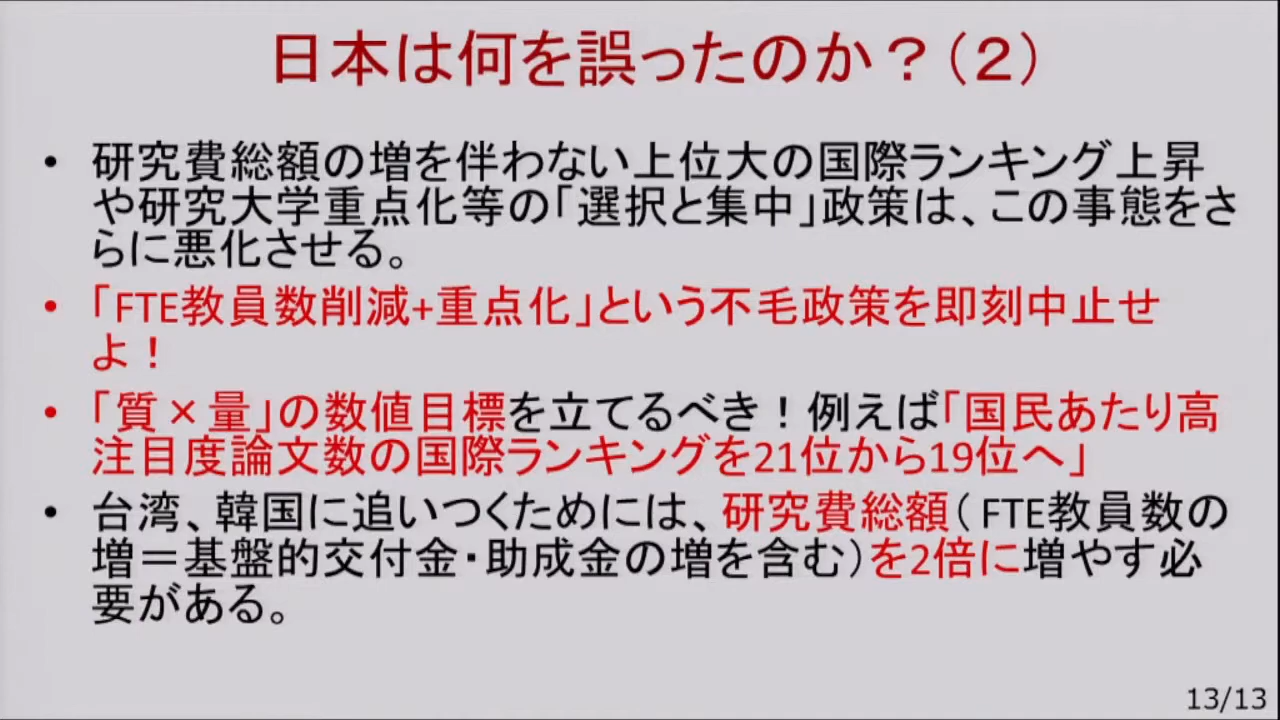 日本は何を誤ったのか？（２）
• 研究費総額の増を伴わない上位大の国際ランキング上昇
や研究大学重点化等の「選択と集中」政策は、この事態をさ
らに悪化させる。
• 「FTE教員数削減+重点化」という不毛政策を即刻中止せ
よ！
• 「質×量」の数値目標を立てるべき！例えば「国民あたり高
注目度論文数の国際ランキングを21位から19位へ」
• 台湾、韓国に追いつくためには、研究費総額（FTE教員数の
増＝基盤的交付金・助成金の増を含む）を2倍に増やす必
要がある。
13/13